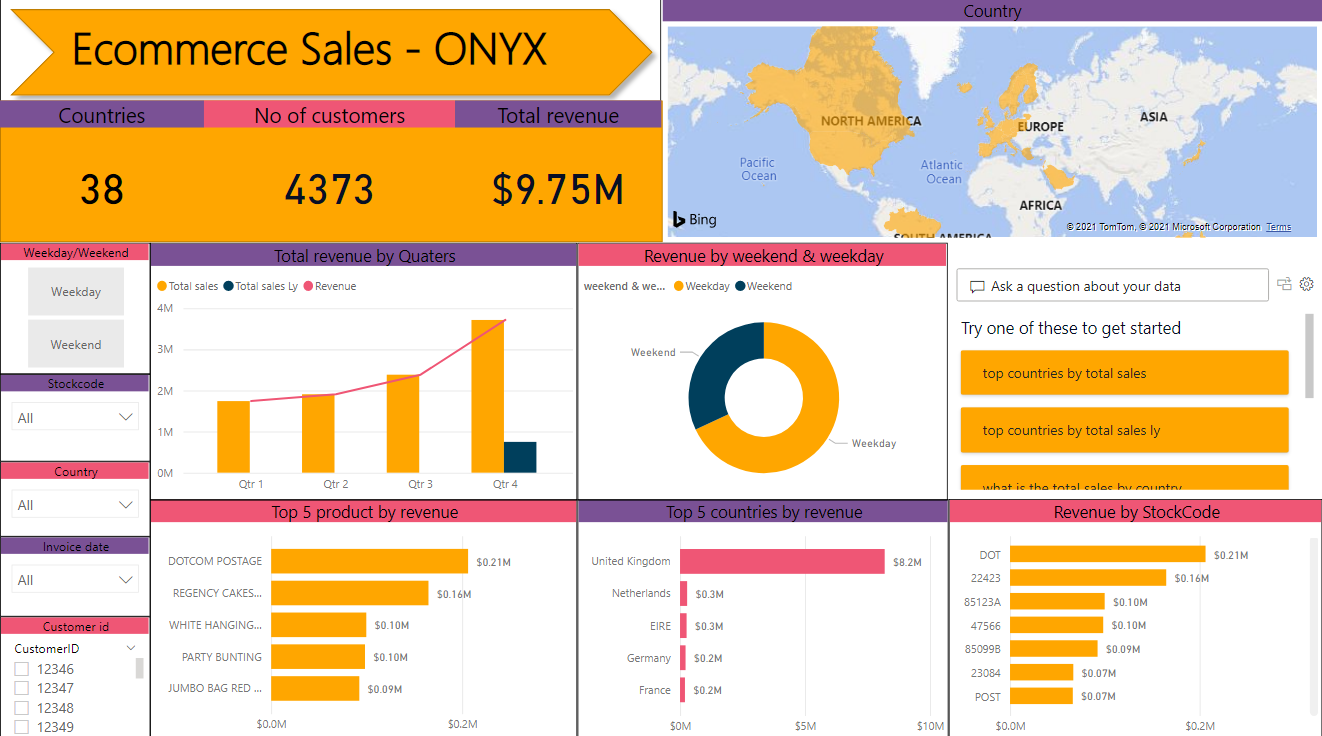 Ecommerce Sales - ONYX
Countries
No of customers
Total revenue
38
4373
$9.75M
Country
NORTH AMERICA
EUROPE
ASIA
Pacific
Ocean
Atlantic
Ocean
AFRICA
SOUTH AMERICA
Bing
© 2021 TomTom, © 2021 Microsoft Corporation Terms
Weekday/Weekend
Weekday
Weekend
Stockcode
All
Country
All
Invoice date
All
Customer id
CustomerID
12346
12347
12348
12349
Total revenue by Quaters
Total sales Total sales Ly Revenue
4M
3M
2M
1M
0M
Qtr 1 Qtr 2 Qtr 3 Qtr 4
Revenue by weekend & weekday
weekend & we... Weekday Weekend
Weekend
Weekday
Ask a question about your data
Try one of these to get started
top countries by total sales
top countries by total sales ly
what is the total sales by country
Top 5 product by revenue
DOTCOM POSTAGE $0.21M
REGENCY CAKES... $0.16M
WHITE HANGING... $0.10M
PARTY BUNTING $0.10M
JUMBO BAG RED ... $0.09M
$0.0M $0.2M
Top 5 countries by revenue
United Kingdom $8.2M
Netherlands $0.3M
EIRE $0.3M
Germany $0.2M
France $0.2M
$0M $5M $10M
Revenue by StockCode
DOT $0.21M
22423 $0.16M
85123A $0.10M
47566 $0.10M
85099B $0.09M
23084 $0.07M
POST $0.07M
$0.0M $0.2M